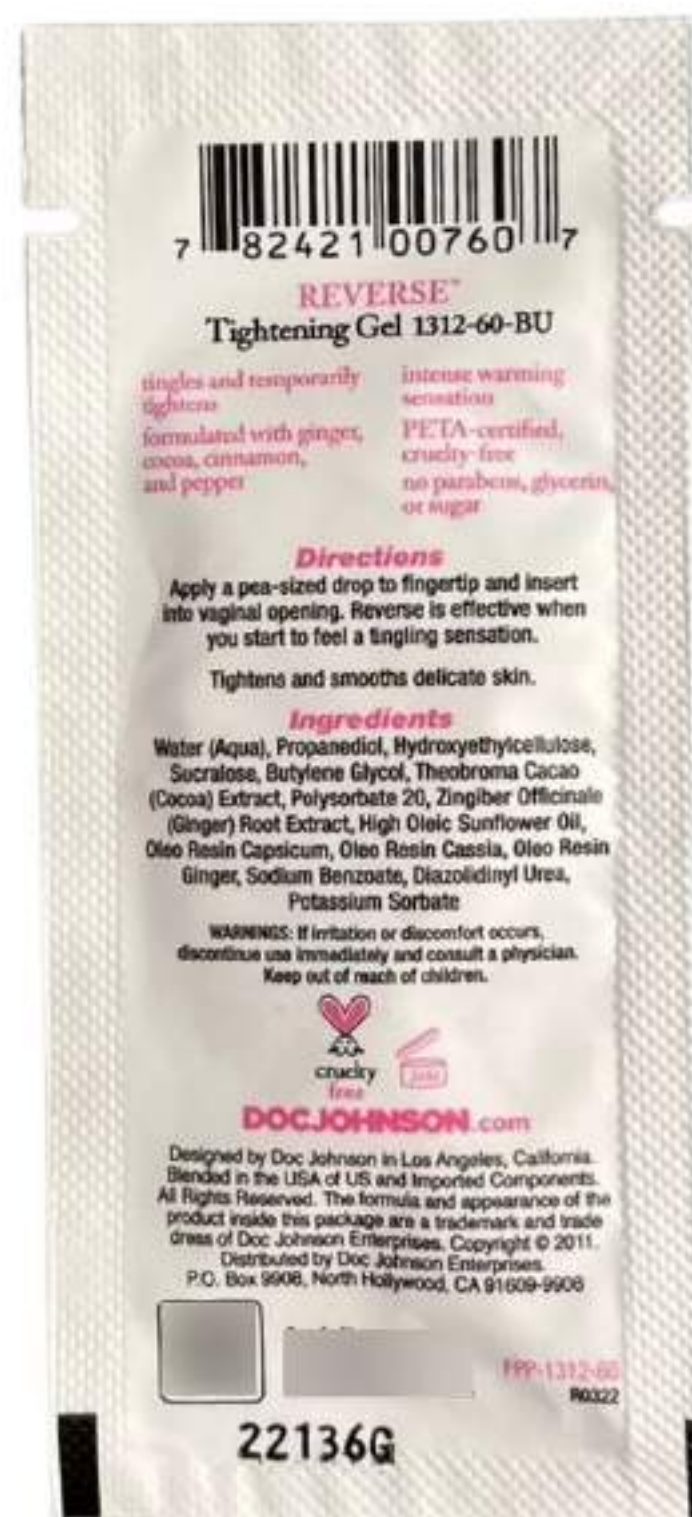 7 82421 00760 7
REVERSE™
Tightening Gel 1312-60-BU
tingles and temporarily
tightens
formulated with ginger,
cocoa, cinnamon,
and pepper
intense warming
sensation
PETA-certified,
cruelty-free
no parabens, glycerin,
or sugar
Directions
Apply a pea-sized drop to fingertip and insert
into vaginal opening. Reverse is effective when
you start to feel a tingling sensation.
Tightens and smooths delicate skin.
Ingredients
Water (Aqua), Propanediol, Hydroxyethylcellulose,
Sucralose, Butylene Glycol, Theobroma Cacao
(Cocoa) Extract, Polysorbate 20, Zingiber Officinale
(Ginger) Root Extract, High Oleic Sunflower Oil,
Oleo Resin Capsicum, Oleo Resin Cassia, Oleo Resin
Ginger, Sodium Benzoate, Diazolidinyl Urea,
Potassium Sorbate
WARNINGS: If irritation or discomfort occurs,
discontinue use immediately and consult a physician.
Keep out of reach of children.
cruelty
free
DOCJOHNSON.com
Designed by Doc Johnson in Los Angeles, California.
Blended in the USA of US and Imported Components.
All Rights Reserved. The formula and appearance of the
product inside this package are a trademark and trade
dress of Doc Johnson Enterprises. Copyright © 2011.
Distributed by Doc Johnson Enterprises.
P.O. Box 9908, North Hollywood, CA 91609-9908
FPP-1312-60
R0322
22136G